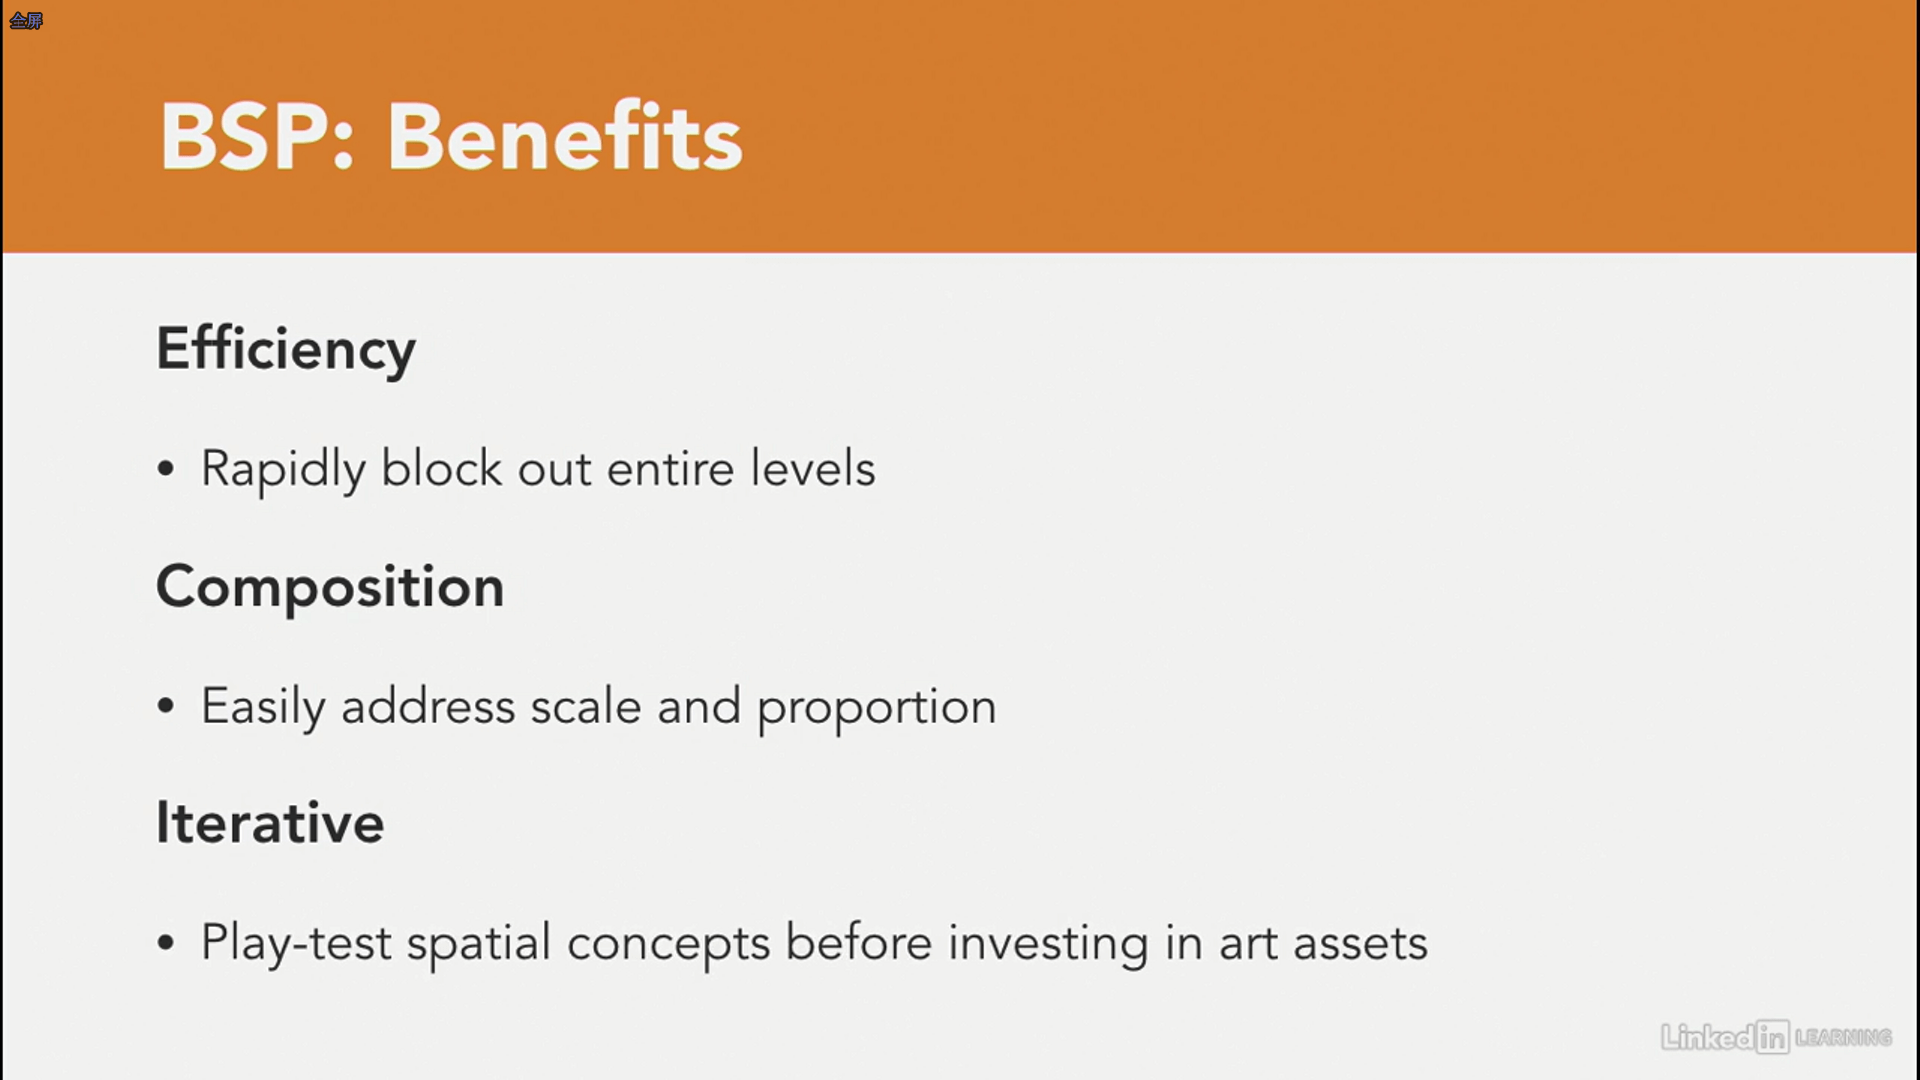 全屏
BSP: Benefits
Efficiency
• Rapidly block out entire levels
Composition
• Easily address scale and proportion
Iterative
• Play-test spatial concepts before investing in art assets
Linked in LEARNING